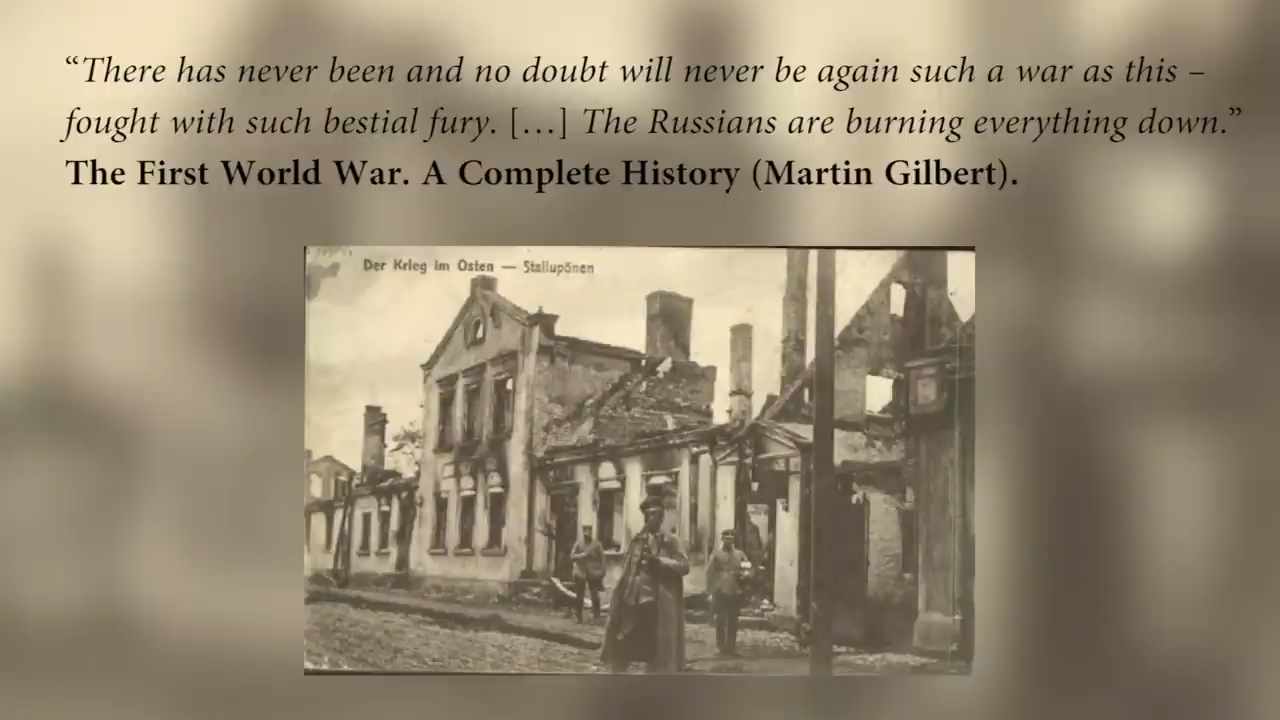 “There has never been and no doubt will never be again such a war as this –
fought with such bestial fury. […] The Russians are burning everything down.”
The First World War. A Complete History (Martin Gilbert).
Der Krieg im Osten — Stallupönen